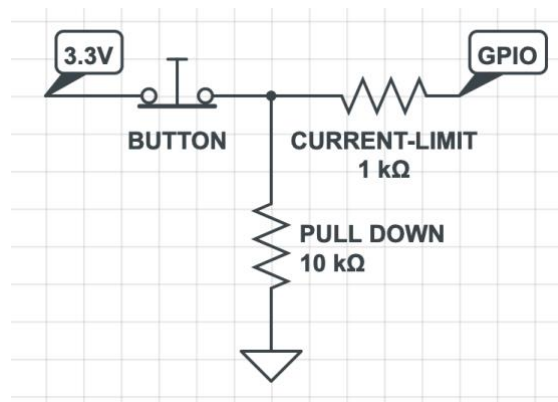 3.3V
GPIO
BUTTON
CURRENT-LIMIT
1 kΩ
PULL DOWN
10 kΩ